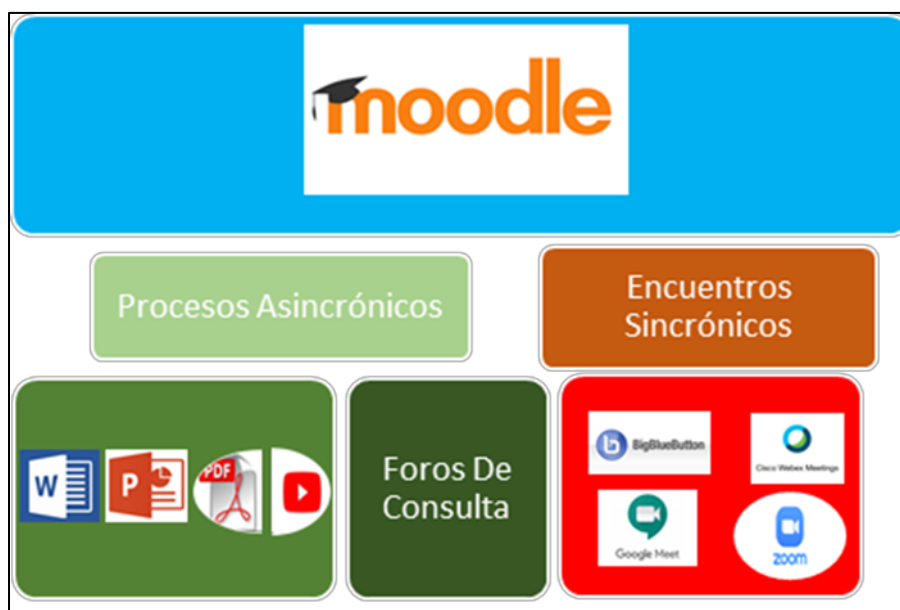 moodle
Procesos Asincrónicos
Encuentros
Sincrónicos
W
P
PDF
Foros De
Consulta
b BigBlueButton
Cisco Webex Meetings
Google Meet
zoom